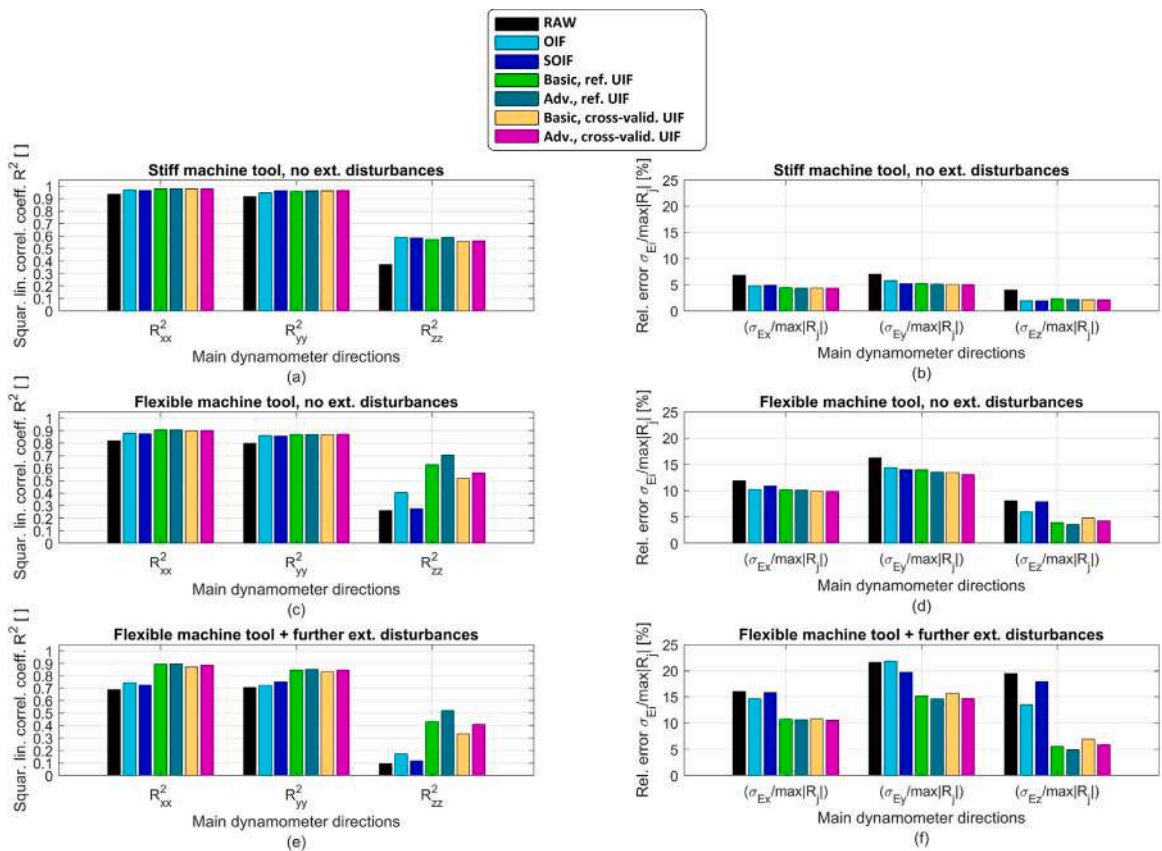 RAW
OIF
SOIF
Basic, ref. UIF
Adv., ref. UIF
Basic, cross-valid. UIF
Adv., cross-valid. UIF
Stiff machine tool, no ext. disturbances
Squar. lin. correl. coeff. R² [ ]
1
0.9
0.8
0.7
0.6
0.5
0.4
0.3
0.2
0.1
0
R²xx
R²yy
R²zz
Main dynamometer directions
(a)
Stiff machine tool, no ext. disturbances
Rel. error σEi/max|Rj| [%]
25
20
15
10
5
0
(σEx/max|Rj|)
(σEy/max|Rj|)
(σEz/max|Rj|)
Main dynamometer directions
(b)
Flexible machine tool, no ext. disturbances
Squar. lin. correl. coeff. R² [ ]
1
0.9
0.8
0.7
0.6
0.5
0.4
0.3
0.2
0.1
0
R²xx
R²yy
R²zz
Main dynamometer directions
(c)
Flexible machine tool, no ext. disturbances
Rel. error σEi/max|Rj| [%]
25
20
15
10
5
0
(σEx/max|Rj|)
(σEy/max|Rj|)
(σEz/max|Rj|)
Main dynamometer directions
(d)
Flexible machine tool + further ext. disturbances
Squar. lin. correl. coeff. R² [ ]
1
0.9
0.8
0.7
0.6
0.5
0.4
0.3
0.2
0.1
0
R²xx
R²yy
R²zz
Main dynamometer directions
(e)
Flexible machine tool + further ext. disturbances
Rel. error σEi/max|Rj| [%]
25
20
15
10
5
0
(σEx/max|Rj|)
(σEy/max|Rj|)
(σEz/max|Rj|)
Main dynamometer directions
(f)